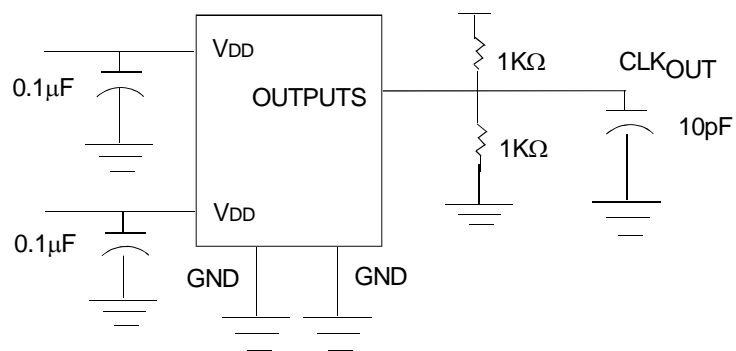 VDD
0.1μF
OUTPUTS
1KΩ
CLKOUT
10pF
1KΩ
VDD
0.1μF
GND
GND